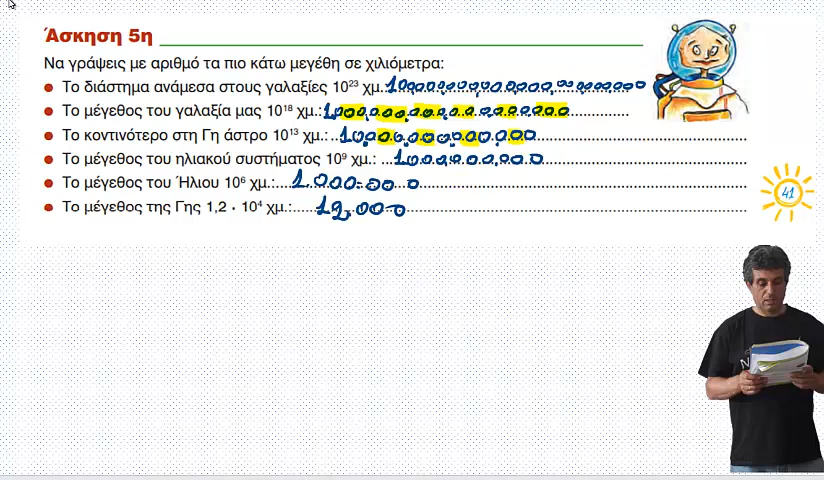 Άσκηση 5η
Να γράψεις με αριθμό τα πιο κάτω μεγέθη σε χιλιόμετρα:
• Το διάστημα ανάμεσα στους γαλαξίες 10²³ χμ.:
• Το μέγεθος του γαλαξία μας 10¹⁸ χμ.:
• Το κοντινότερο στη Γη άστρο 10¹³ χμ.:
• Το μέγεθος του ηλιακού συστήματος 10⁹ χμ.:
• Το μέγεθος του Ήλιου 10⁶ χμ.: 1.000.000
• Το μέγεθος της Γης 1,2 · 10⁴ χμ.: 12.000
41